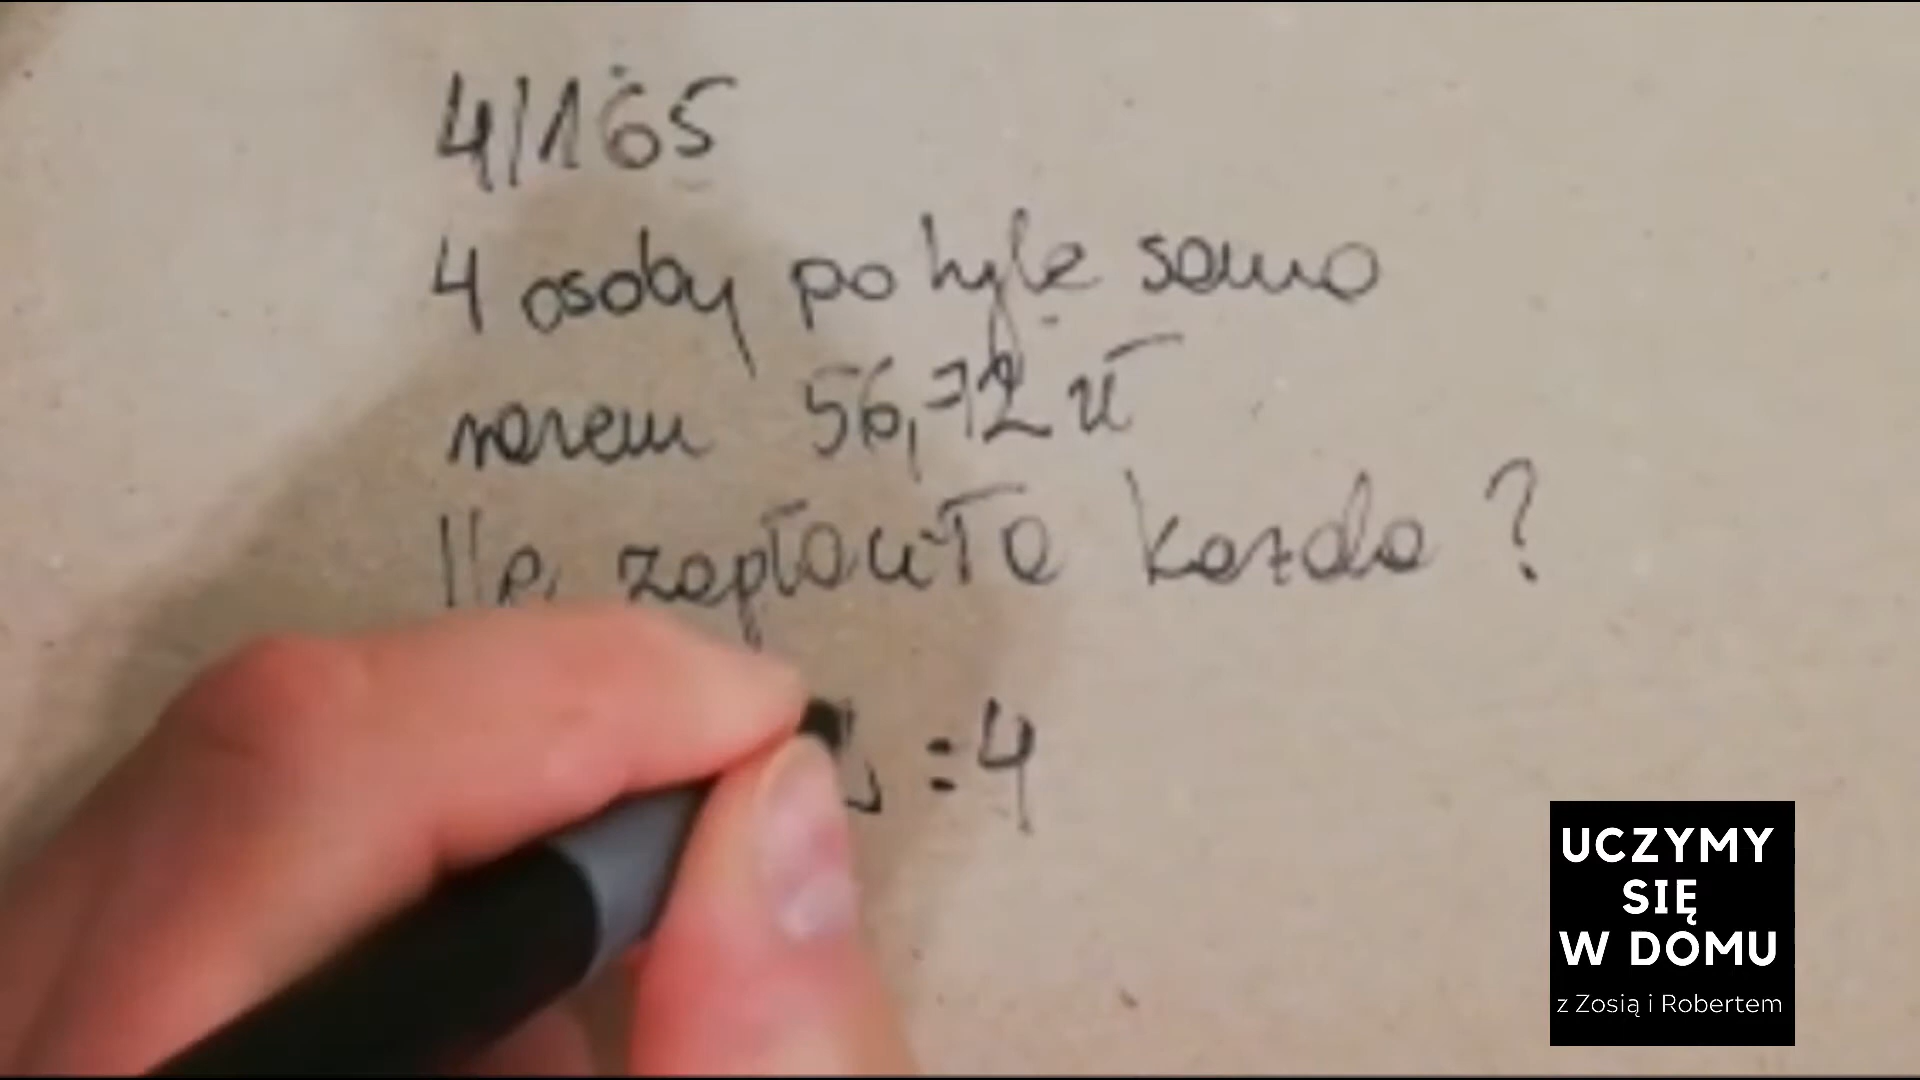 4/165
4 osoby po tyle samo
razem 56,72 zł
Ile zapłaciła każda?
2 :4
UCZYMY
SIĘ
W DOMU
z Zosią i Robertem